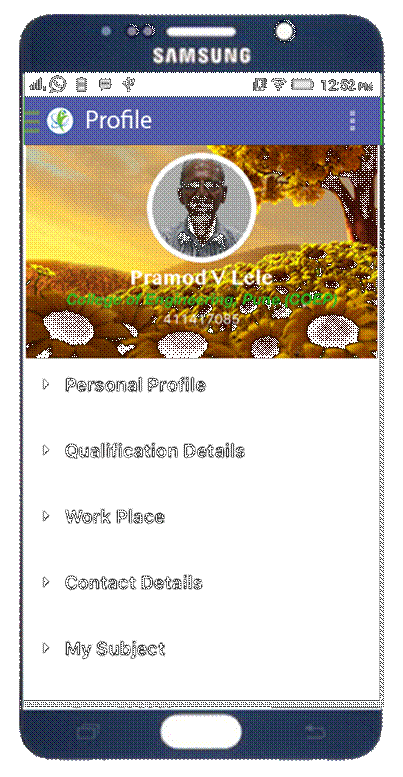 SAMSUNG
12:52 PM
Profile
Pramod V Lele
College of Engineering, Pune (COEP)
411417085
Personal Profile
Qualification Details
Work Place
Contact Details
My Subject